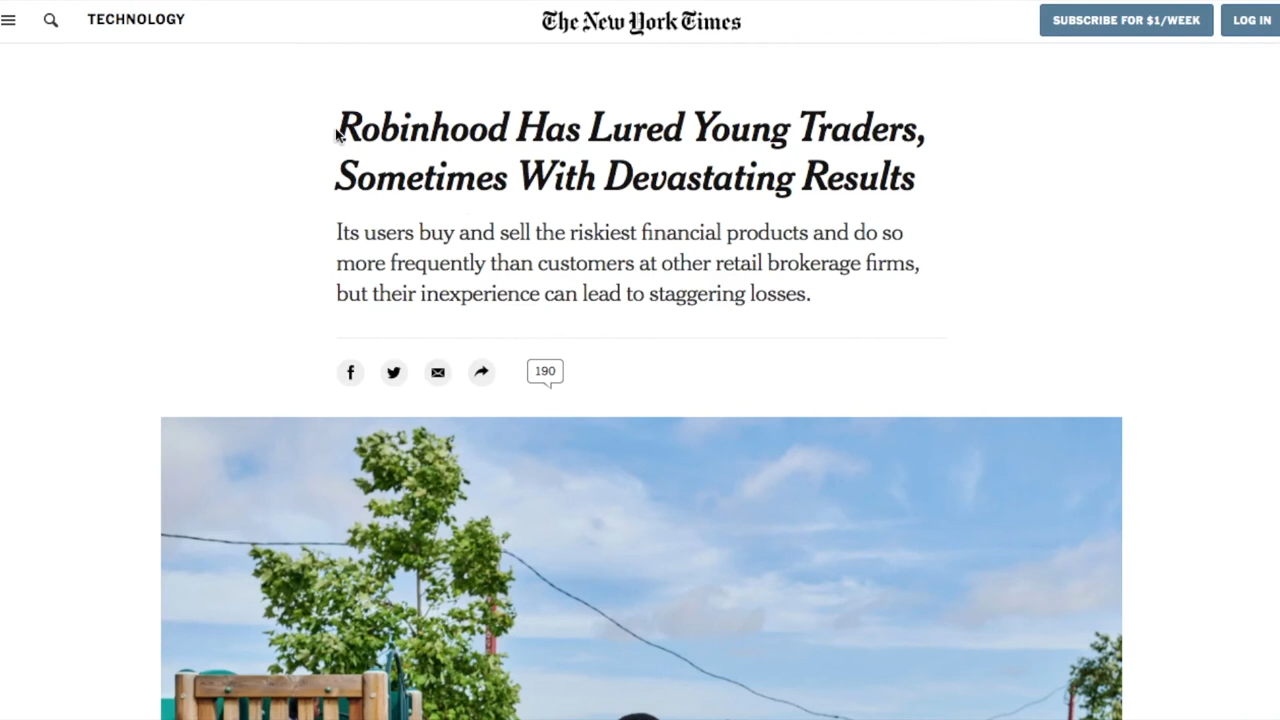 TECHNOLOGY
The New York Times
SUBSCRIBE FOR $1/WEEK
LOG IN
Robinhood Has Lured Young Traders,
Sometimes With Devastating Results
Its users buy and sell the riskiest financial products and do so
more frequently than customers at other retail brokerage firms,
but their inexperience can lead to staggering losses.
190